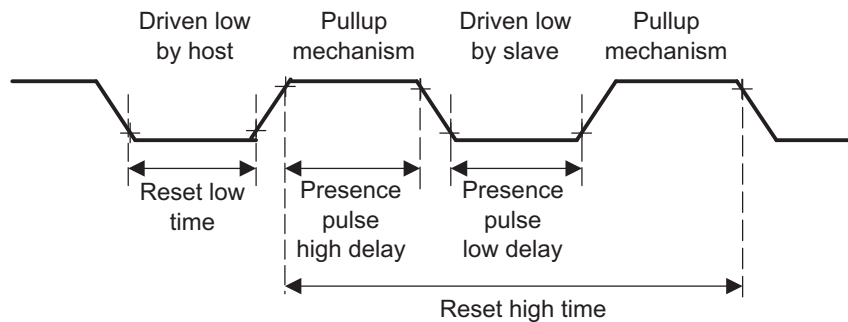 Driven low
by host
Pullup
mechanism
Driven low
by slave
Pullup
mechanism
Reset low
time
Presence
pulse
high delay
Presence
pulse
low delay
Reset high time